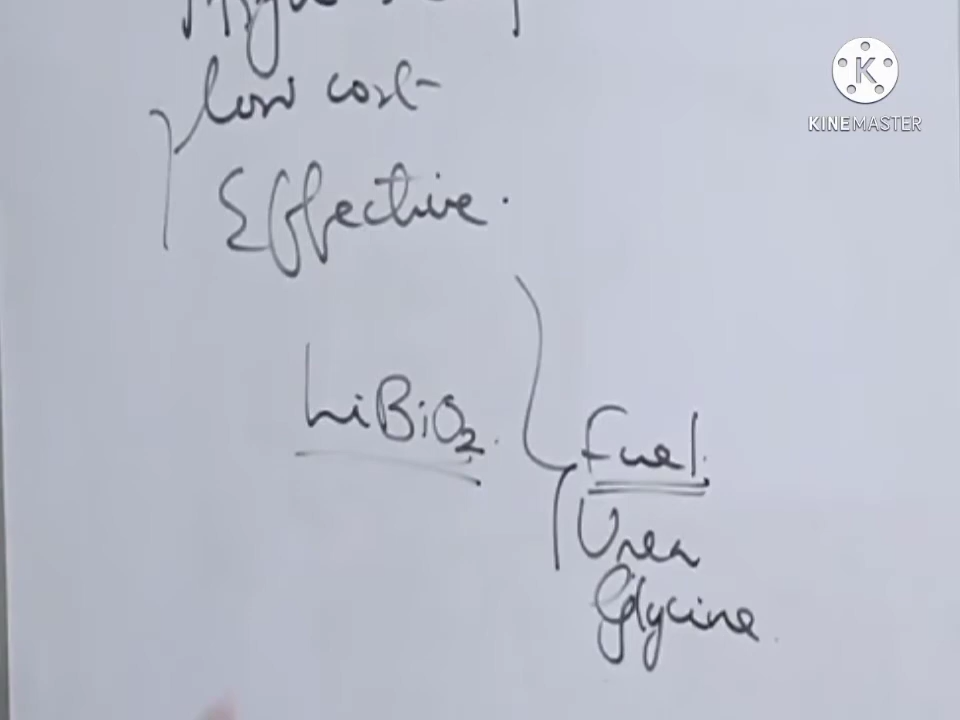 low cost
Effective.
LiBiO2.
Fuel.
Urea
Glycine.
K
KINEMASTER